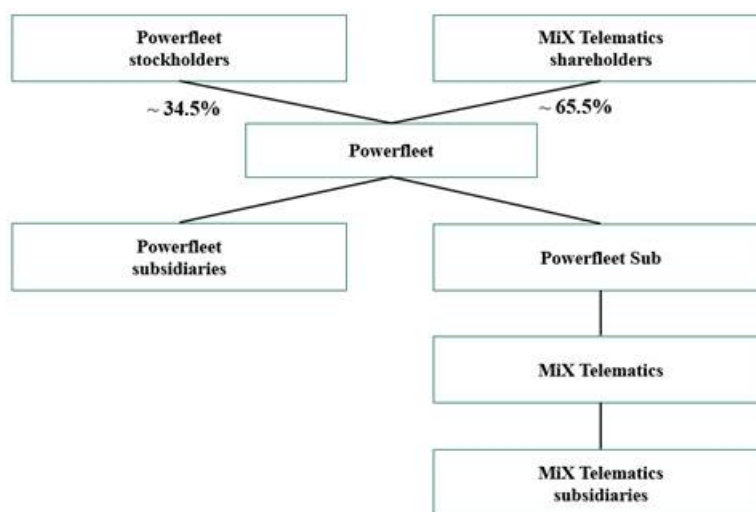 Powerfleet
stockholders
MiX Telematics
shareholders
~ 34.5%
~ 65.5%
Powerfleet
Powerfleet
subsidiaries
Powerfleet Sub
MiX Telematics
MiX Telematics
subsidiaries